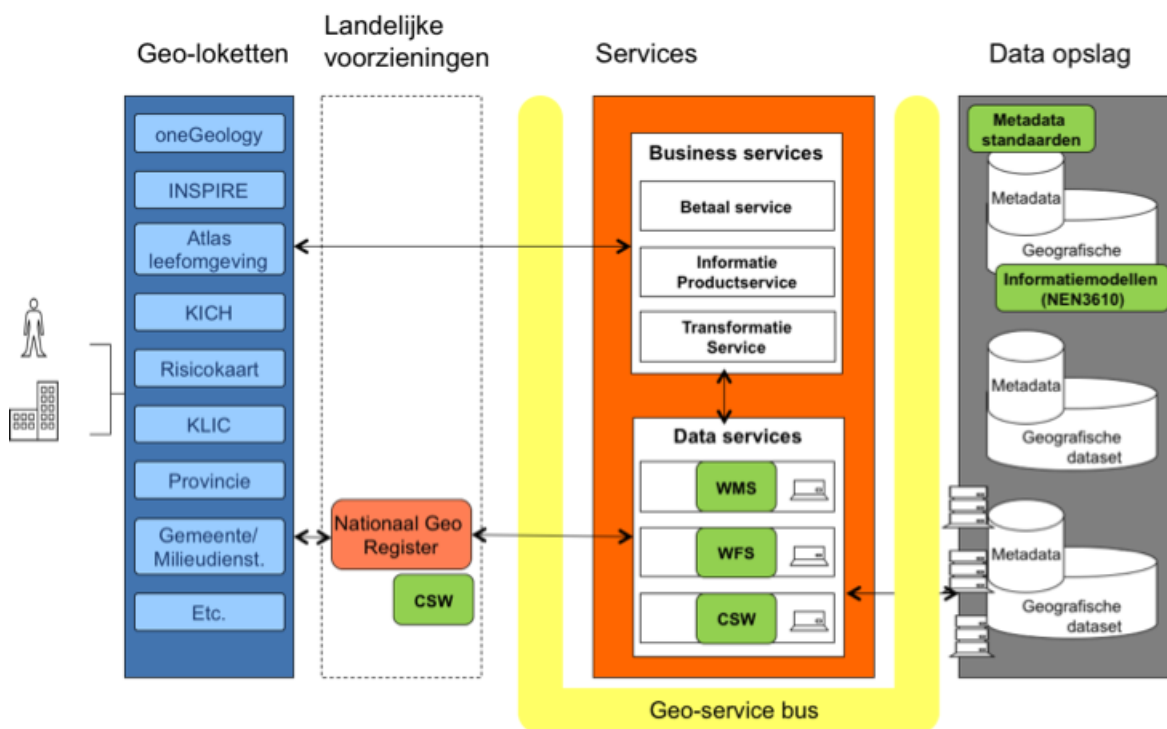 Geo-loketten
Landelijke
voorzieningen
Services
Data opslag
oneGeology
INSPIRE
Atlas
leefomgeving
KICH
Risicokaart
KLIC
Provincie
Gemeente/
Milieudienst.
Etc.
Nationaal Geo
Register
CSW
Business services
Betaal service
Informatie
Productservice
Transformatie
Service
Data services
WMS
WFS
CSW
Geo-service bus
Metadata
standaarden
Metadata
Geografische
Informatiemodellen
(NEN3610)
Metadata
Geografische
dataset
Metadata
Geografische
dataset